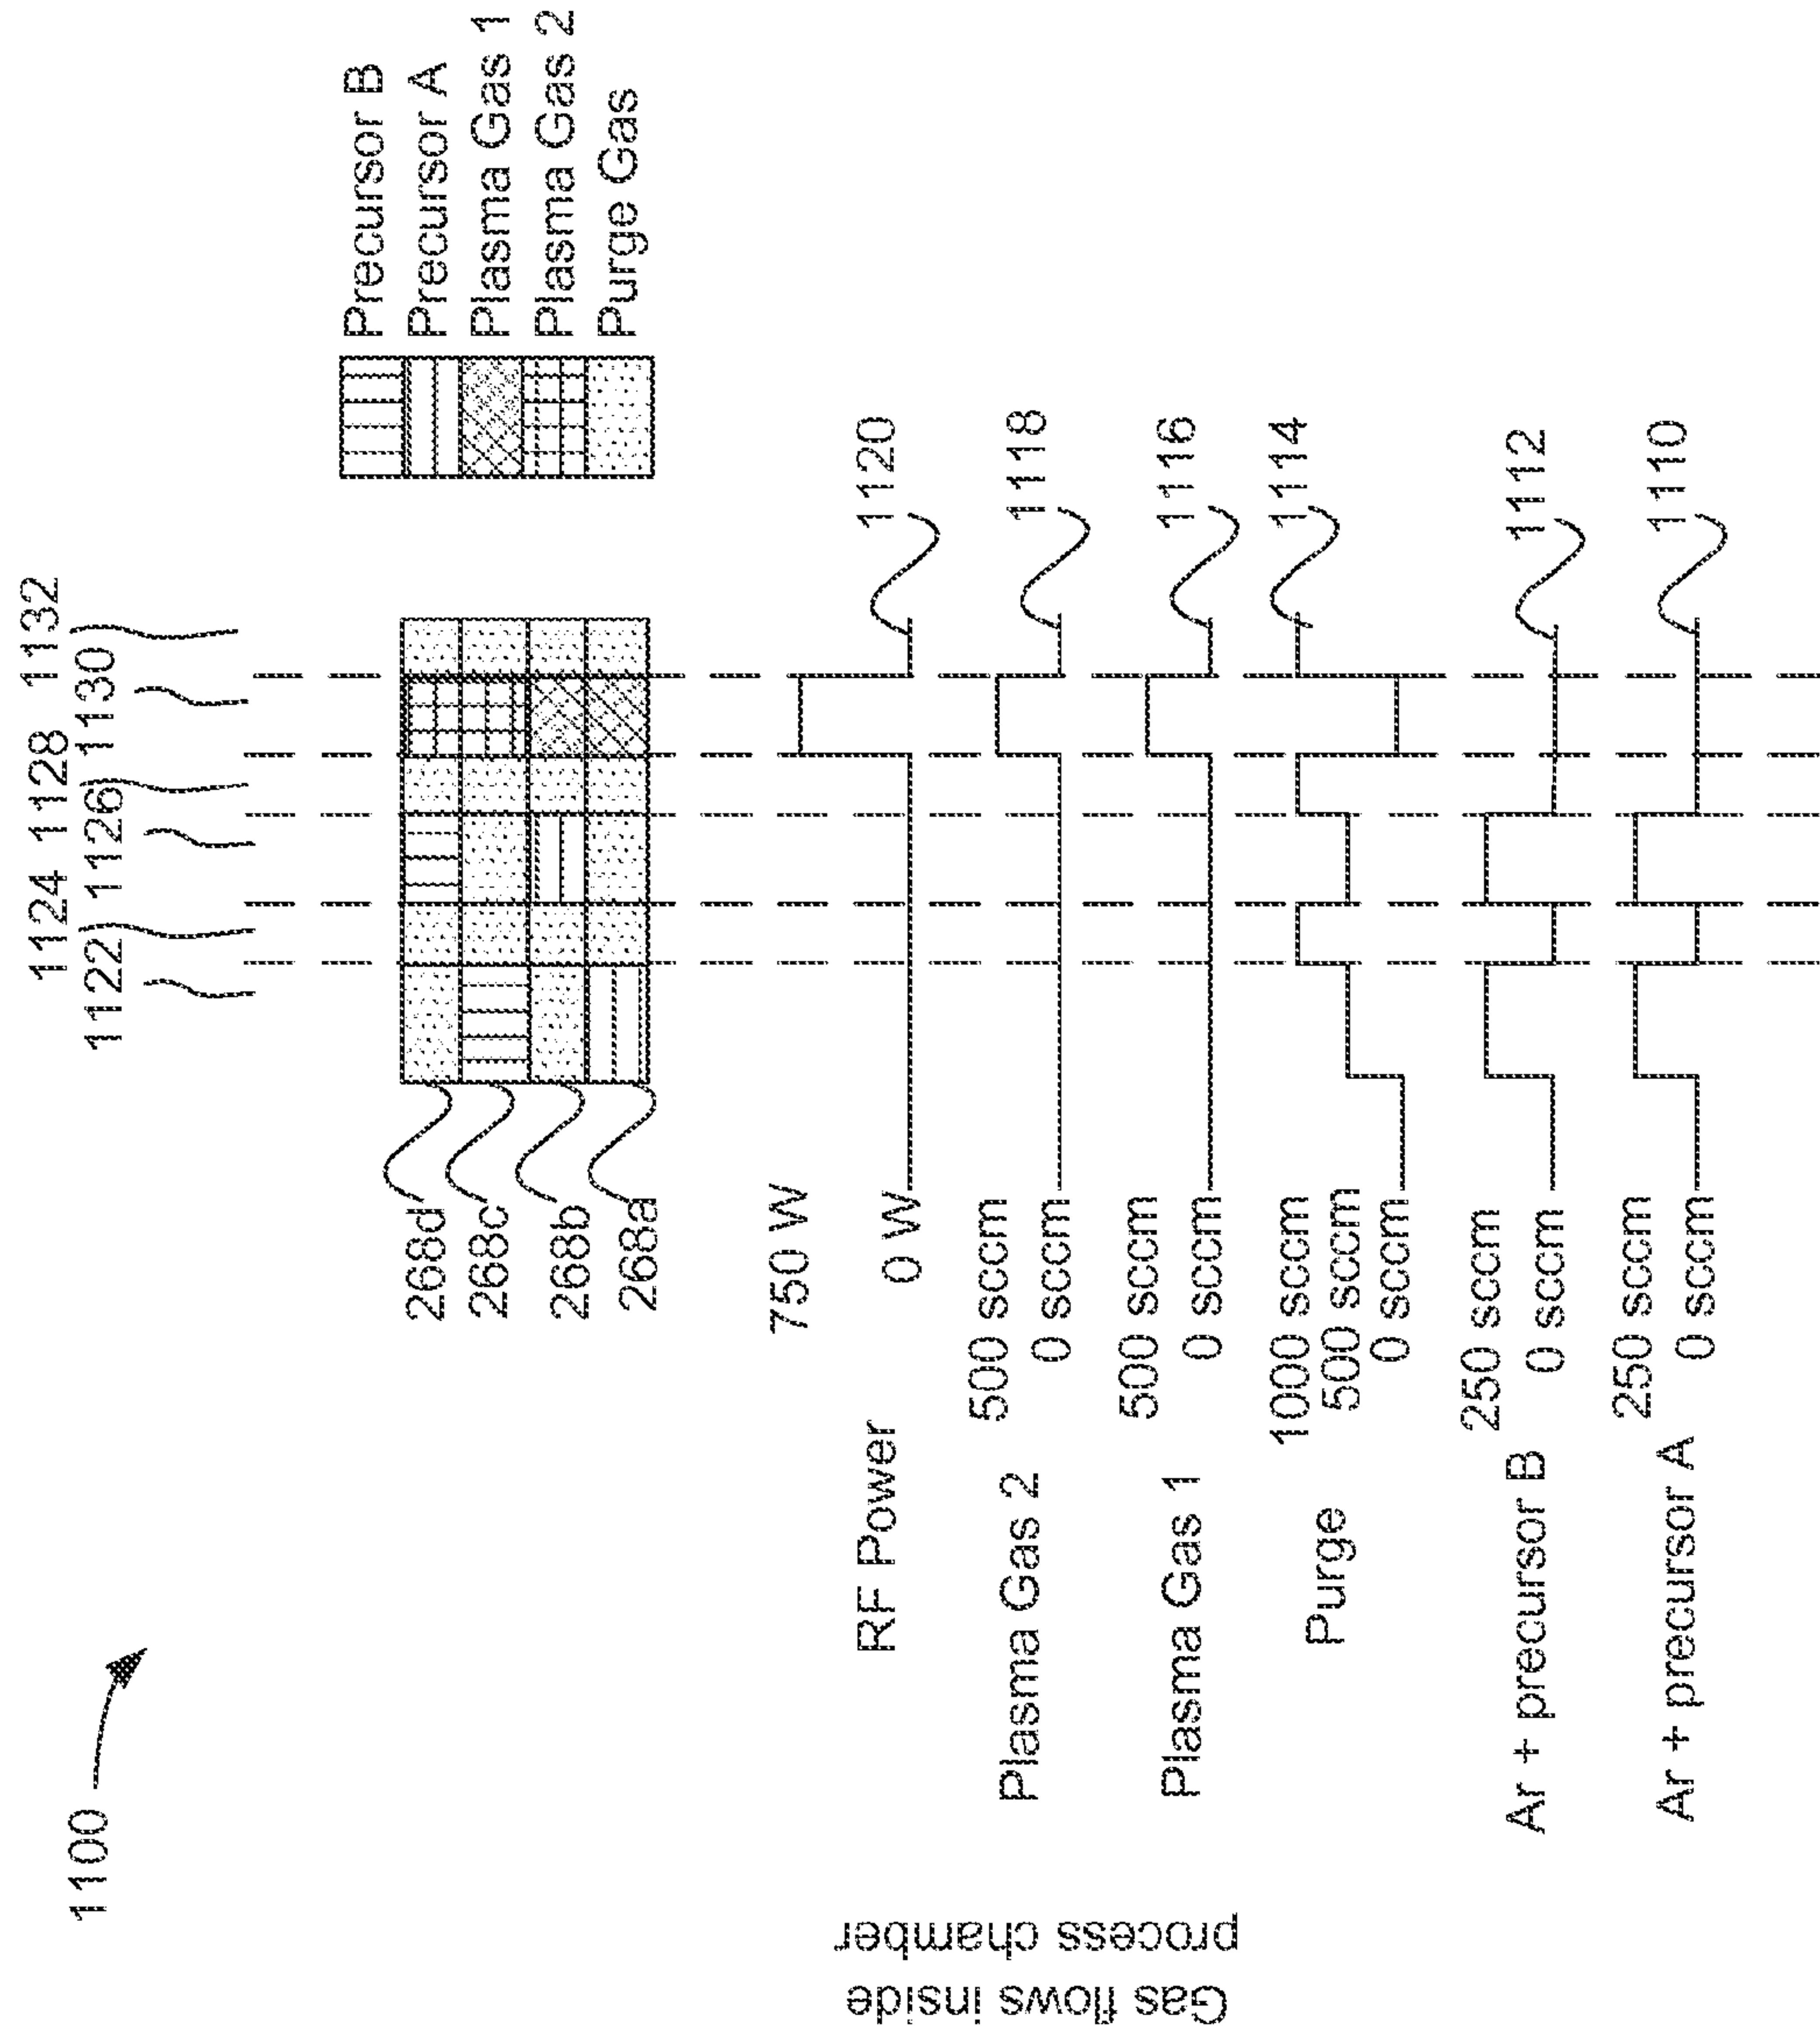 1100
1122
1124
1126
1128
1130
1132
Precursor B
Precursor A
Plasma Gas 1
Plasma Gas 2
Purge Gas
268d
268c
268b
268a
RF Power
750 W
0 W
1120
Plasma Gas 2
500 sccm
0 sccm
1118
Plasma Gas 1
500 sccm
0 sccm
1116
Purge
1000 sccm
500 sccm
0 sccm
1114
Ar + precursor B
250 sccm
0 sccm
1112
Ar + precursor A
250 sccm
0 sccm
1110
Gas flows inside
process chamber